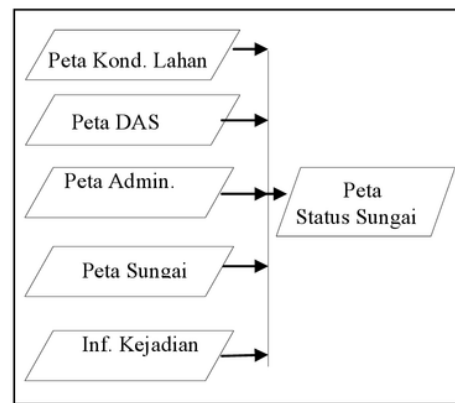 Peta Kond. Lahan
Peta DAS
Peta Admin.
Peta
Status Sungai
Peta Sungai
Inf. Kejadian